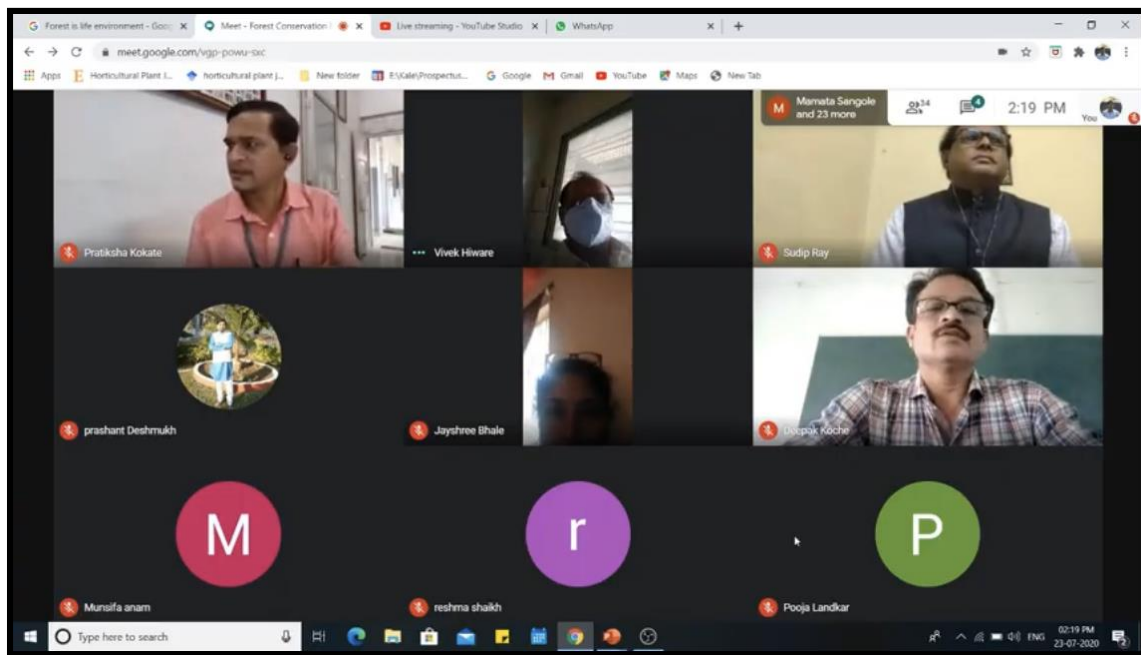 Forest is life environment - Goo
Meet - Forest Conservation
Live streaming - YouTube Studio
WhatsApp
meet.google.com/vgp-powu-sxc
Apps
Horticultural Plant I...
horticultural plant j...
New folder
E:\Kale\Prospectus...
Google
Gmail
YouTube
Maps
New Tab
M
Mamata Sangole
and 23 more
34
4
2:19 PM
You
Pratiksha Kokate
Vivek Hiware
Sudip Ray
prashant Deshmukh
Jayshree Bhale
Deepak Koche
M
r
P
Munsifa anam
reshma shaikh
Pooja Landkar
Type here to search
ENG
02:19 PM
23-07-2020
2